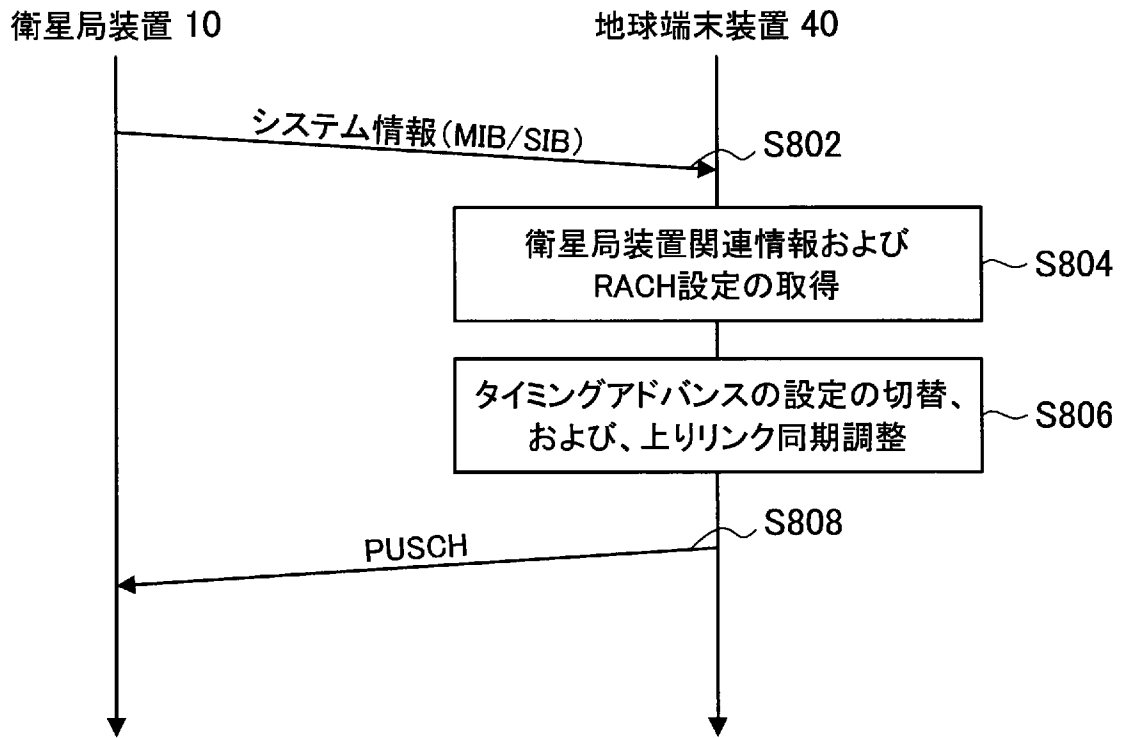 衛星局装置 10
地球端末装置 40
システム情報（MIB/SIB）
S802
衛星局装置関連情報および
RACH設定の取得
S804
タイミングアドバンスの設定の切替、
および、上りリンク同期調整
S806
S808
PUSCH